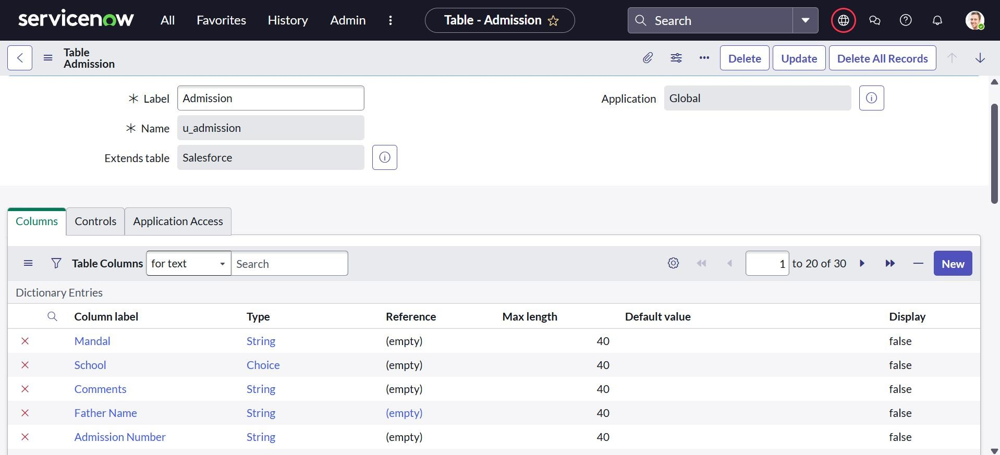 servicenow All Favorites History Admin Table - Admission Search
Table
Admission
Delete Update Delete All Records
Label Admission Application Global
Name u_admission
Extends table Salesforce
Columns Controls Application Access
Table Columns for text Search 1 to 20 of 30 New
Dictionary Entries
Column label Type Reference Max length Default value Display
Mandal String (empty) 40 false
School Choice (empty) 40 false
Comments String (empty) 40 false
Father Name String (empty) 40 false
Admission Number String (empty) 40 false